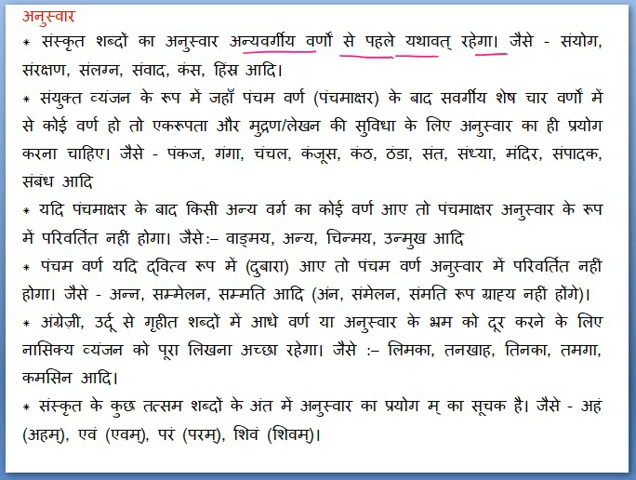 अनुस्वार
* संस्कृत शब्दों का अनुस्वार अन्यवर्गीय वर्णों से पहले यथावत् रहेगा। जैसे - संयोग,
संरक्षण, संलग्न, संवाद, कंस, हिंस्र आदि।
* संयुक्त व्यंजन के रूप में जहाँ पंचम वर्ण (पंचमाक्षर) के बाद सवर्गीय शेष चार वर्णों में
से कोई वर्ण हो तो एकरूपता और मुद्रण/लेखन की सुविधा के लिए अनुस्वार का ही प्रयोग
करना चाहिए। जैसे - पंकज, गंगा, चंचल, कंजूस, कंठ, ठंडा, संत, संध्या, मंदिर, संपादक,
संबंध आदि
* यदि पंचमाक्षर के बाद किसी अन्य वर्ग का कोई वर्ण आए तो पंचमाक्षर अनुस्वार के रूप
में परिवर्तित नहीं होगा। जैसे:– वाङ्मय, अन्य, चिन्मय, उन्मुख आदि
* पंचम वर्ण यदि द्वित्व रूप में (दुबारा) आए तो पंचम वर्ण अनुस्वार में परिवर्तित नहीं
होगा। जैसे - अन्न, सम्मेलन, सम्मति आदि (अंन, संमेलन, संमति रूप ग्राह्य नहीं होंगे)।
* अंग्रेज़ी, उर्दू से गृहीत शब्दों में आधे वर्ण या अनुस्वार के भ्रम को दूर करने के लिए
नासिक्य व्यंजन को पूरा लिखना अच्छा रहेगा। जैसे :– लिमका, तनखाह, तिनका, तमगा,
कमसिन आदि।
* संस्कृत के कुछ तत्सम शब्दों के अंत में अनुस्वार का प्रयोग म् का सूचक है। जैसे - अहं
(अहम्), एवं (एवम्), परं (परम्), शिवं (शिवम्)।